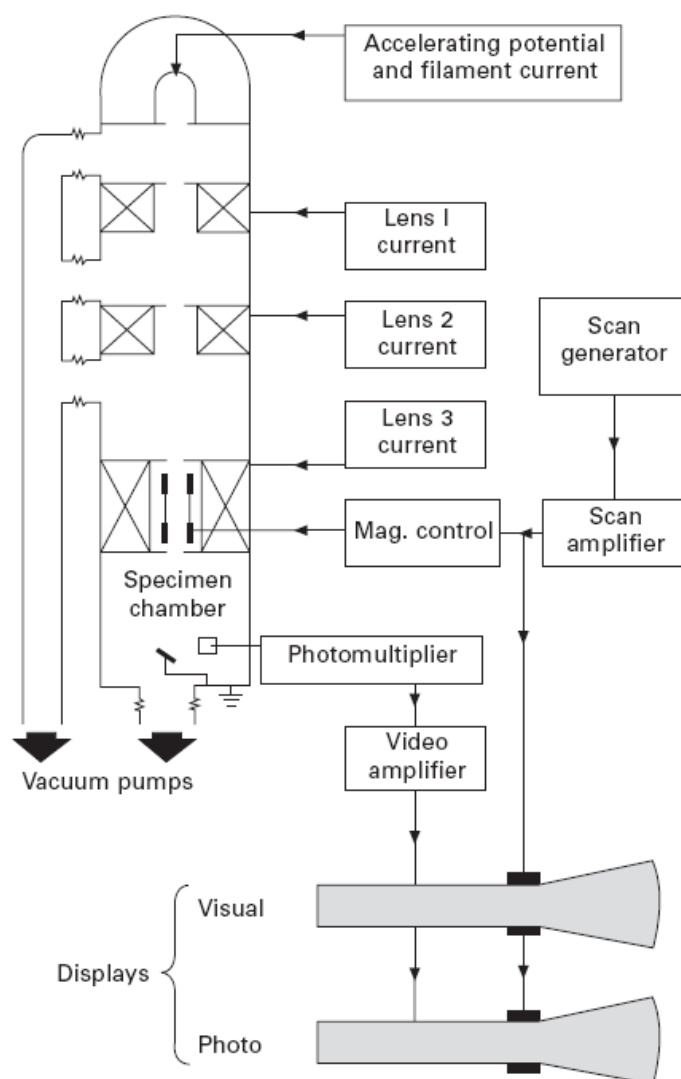 Accelerating potential
and filament current
Lens I
current
Lens 2
current
Scan
generator
Lens 3
current
Mag. control
Scan
amplifier
Specimen
chamber
Photomultiplier
Video
amplifier
Vacuum pumps
Visual
Displays
Photo